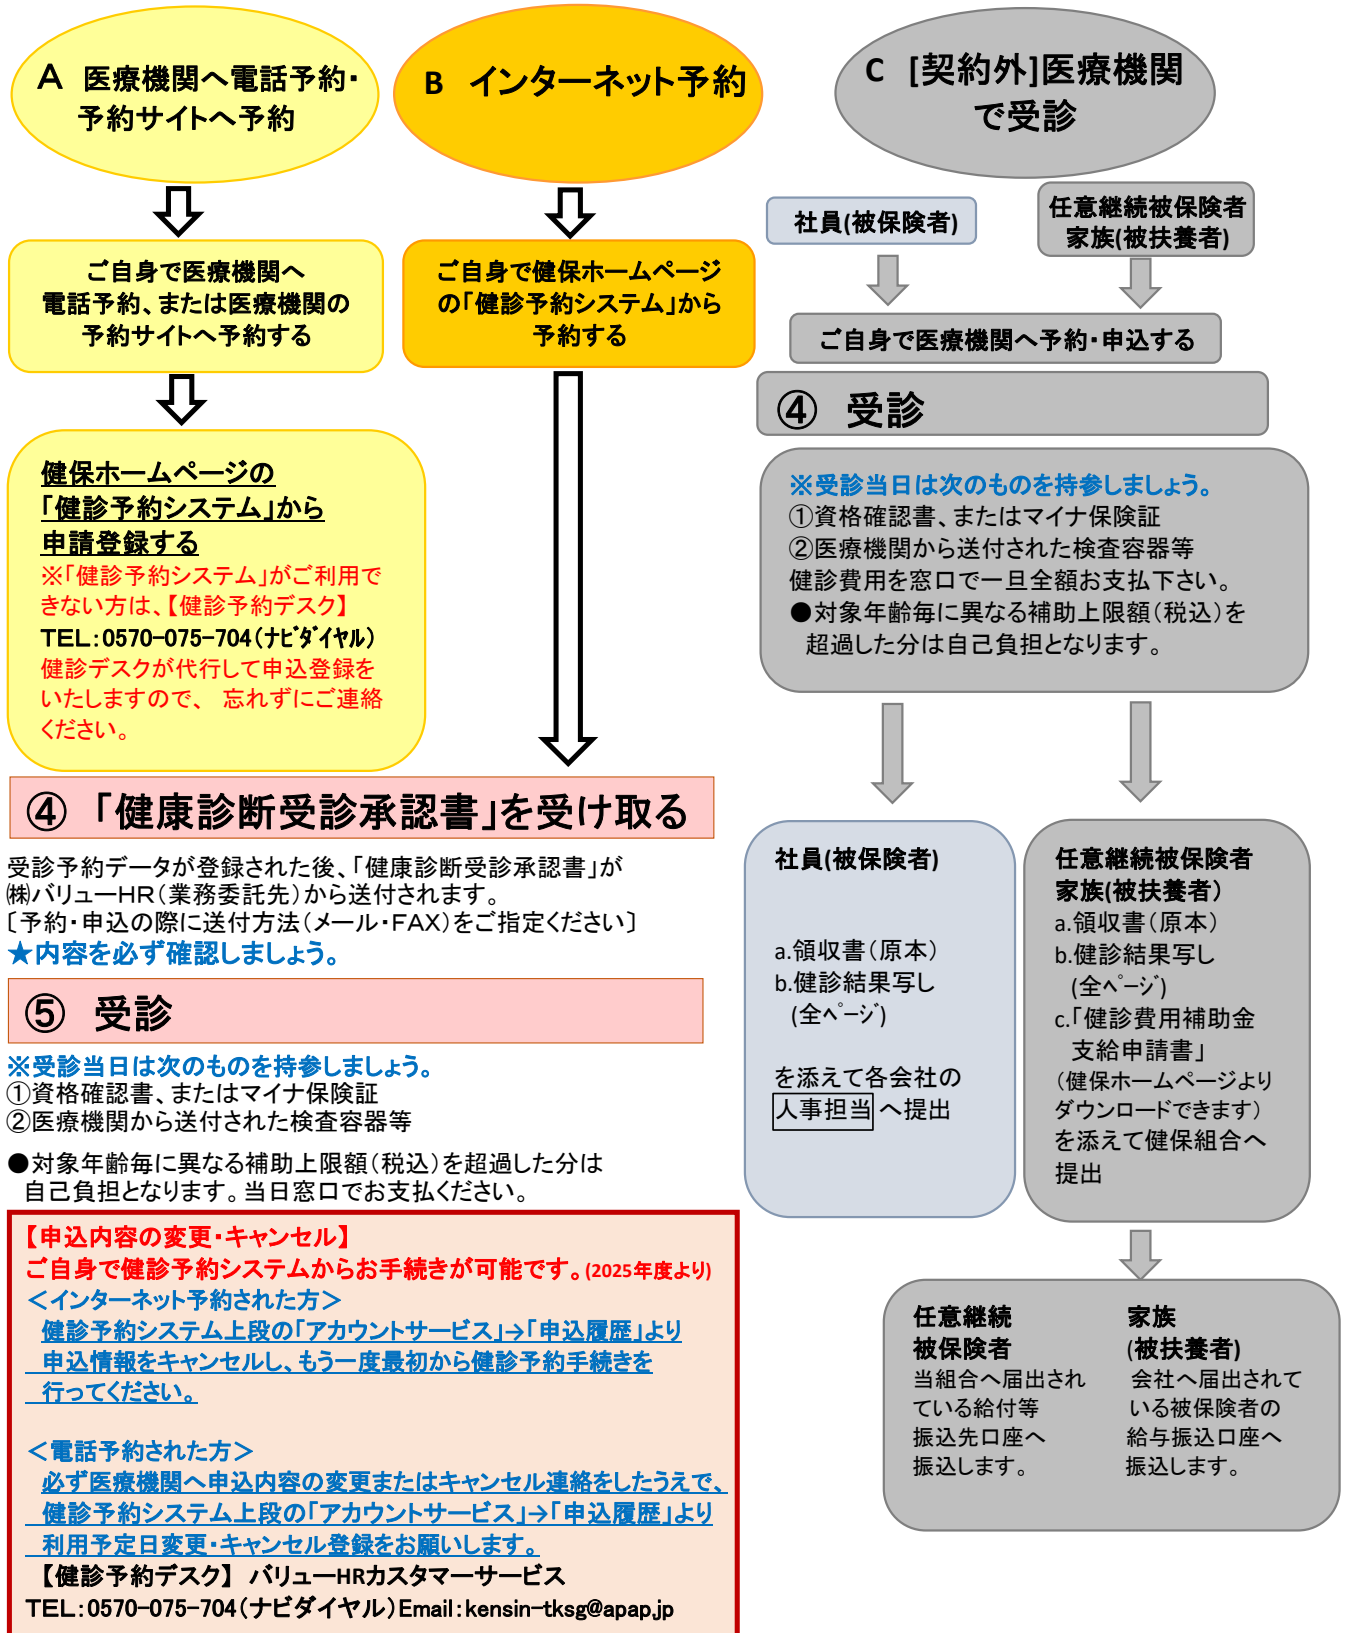 A 医療機関へ電話予約・
予約サイトへ予約
ご自身で医療機関へ
電話予約、または医療機関の
予約サイトへ予約する
健保ホームページの
「健診予約システム」から
申請登録する
※「健診予約システム」がご利用で
きない方は、【健診予約デスク】
TEL:0570-075-704(ナビダイヤル)
健診デスクが代行して申込登録を
いたしますので、 忘れずにご連絡
ください。
B インターネット予約
ご自身で健保ホームページ
の「健診予約システム」から
予約する
④ 「健康診断受診承認書」を受け取る
受診予約データが登録された後、「健康診断受診承認書」が
㈱バリューHR(業務委託先)から送付されます。
〔予約・申込の際に送付方法(メール・FAX)をご指定ください〕
★内容を必ず確認しましょう。
⑤ 受診
※受診当日は次のものを持参しましょう。
①資格確認書、またはマイナ保険証
②医療機関から送付された検査容器等
●対象年齢毎に異なる補助上限額(税込)を超過した分は
自己負担となります。当日窓口でお支払ください。
【申込内容の変更・キャンセル】
ご自身で健診予約システムからお手続きが可能です。(2025年度より)
<インターネット予約された方>
健診予約システム上段の「アカウントサービス」→「申込履歴」より
申込情報をキャンセルし、もう一度最初から健診予約手続きを
行ってください。
<電話予約された方>
必ず医療機関へ申込内容の変更またはキャンセル連絡をしたうえで、
健診予約システム上段の「アカウントサービス」→「申込履歴」より
利用予定日変更・キャンセル登録をお願いします。
【健診予約デスク】 バリューHRカスタマーサービス
TEL:0570-075-704(ナビダイヤル)Email:kensin-tksg@apap.jp
C [契約外]医療機関
で受診
社員(被保険者)
任意継続被保険者
家族(被扶養者)
ご自身で医療機関へ予約・申込する
④ 受診
※受診当日は次のものを持参しましょう。
①資格確認書、またはマイナ保険証
②医療機関から送付された検査容器等
健診費用を窓口で一旦全額お支払下さい。
●対象年齢毎に異なる補助上限額(税込)を
超過した分は自己負担となります。
社員(被保険者)
a.領収書(原本)
b.健診結果写し
(全ページ)
を添えて各会社の
人事担当 へ提出
任意継続被保険者
家族(被扶養者)
a.領収書(原本)
b.健診結果写し
(全ページ)
c.「健診費用補助金
支給申請書」
(健保ホームページより
ダウンロードできます)
を添えて健保組合へ
提出
任意継続
被保険者
当組合へ届出され
ている給付等
振込先口座へ
振込します。
家族
(被扶養者)
会社へ届出されて
いる被保険者の
給与振込口座へ
振込します。